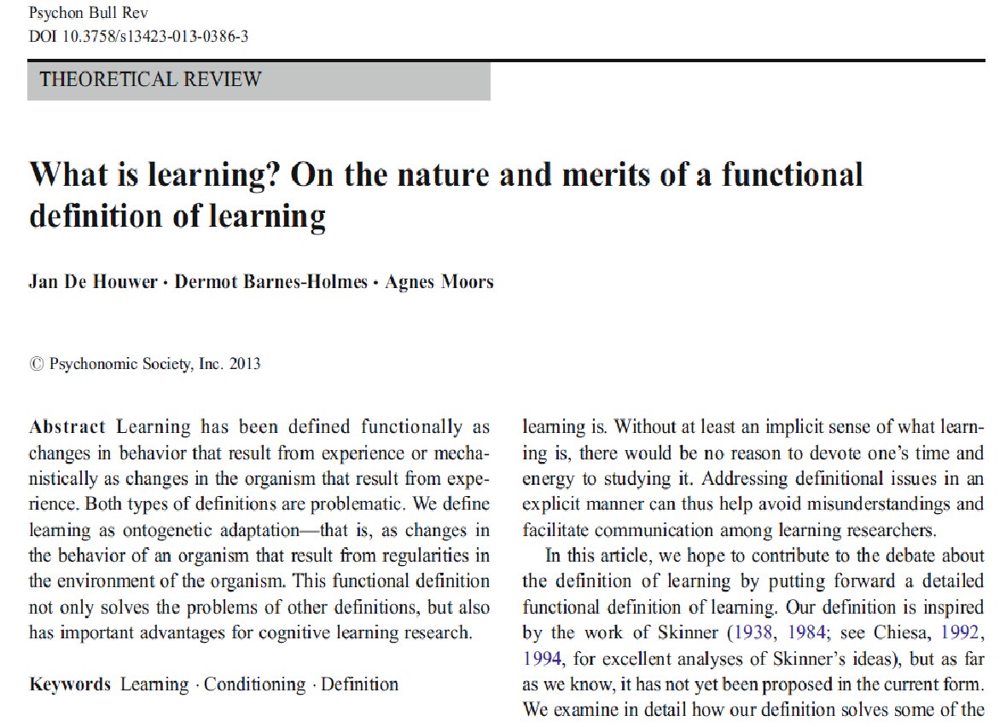 Psychon Bull Rev
DOI 10.3758/s13423-013-0386-3
THEORETICAL REVIEW
What is learning? On the nature and merits of a functional
definition of learning
Jan De Houwer · Dermot Barnes-Holmes · Agnes Moors
© Psychonomic Society, Inc. 2013
Abstract Learning has been defined functionally as
changes in behavior that result from experience or mecha-
nistically as changes in the organism that result from expe-
rience. Both types of definitions are problematic. We define
learning as ontogenetic adaptation—that is, as changes in
the behavior of an organism that result from regularities in
the environment of the organism. This functional definition
not only solves the problems of other definitions, but also
has important advantages for cognitive learning research.
Keywords Learning · Conditioning · Definition
learning is. Without at least an implicit sense of what learn-
ing is, there would be no reason to devote one's time and
energy to studying it. Addressing definitional issues in an
explicit manner can thus help avoid misunderstandings and
facilitate communication among learning researchers.
In this article, we hope to contribute to the debate about
the definition of learning by putting forward a detailed
functional definition of learning. Our definition is inspired
by the work of Skinner (1938, 1984; see Chiesa, 1992,
1994, for excellent analyses of Skinner's ideas), but as far
as we know, it has not yet been proposed in the current form.
We examine in detail how our definition solves some of the